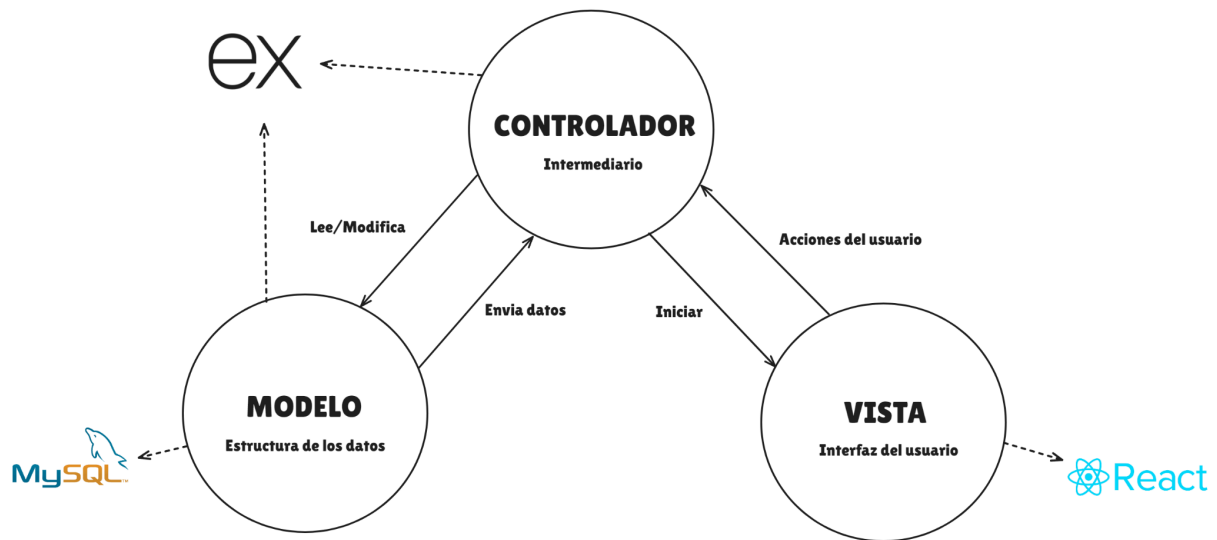 ex
CONTROLADOR
Intermediario
Lee/Modifica
Acciones del usuario
Envia datos
Iniciar
MODELO
Estructura de los datos
VISTA
Interfaz del usuario
MySQL™
React